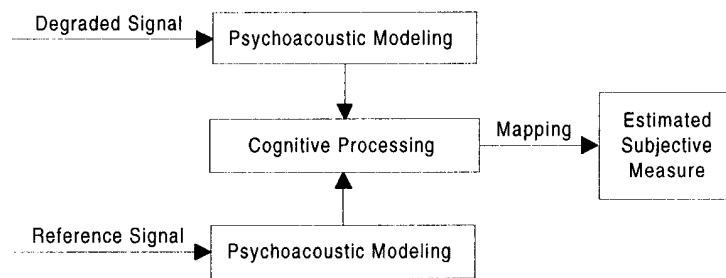 Degraded Signal
Psychoacoustic Modeling
Cognitive Processing
Mapping
Estimated
Subjective
Measure
Reference Signal
Psychoacoustic Modeling